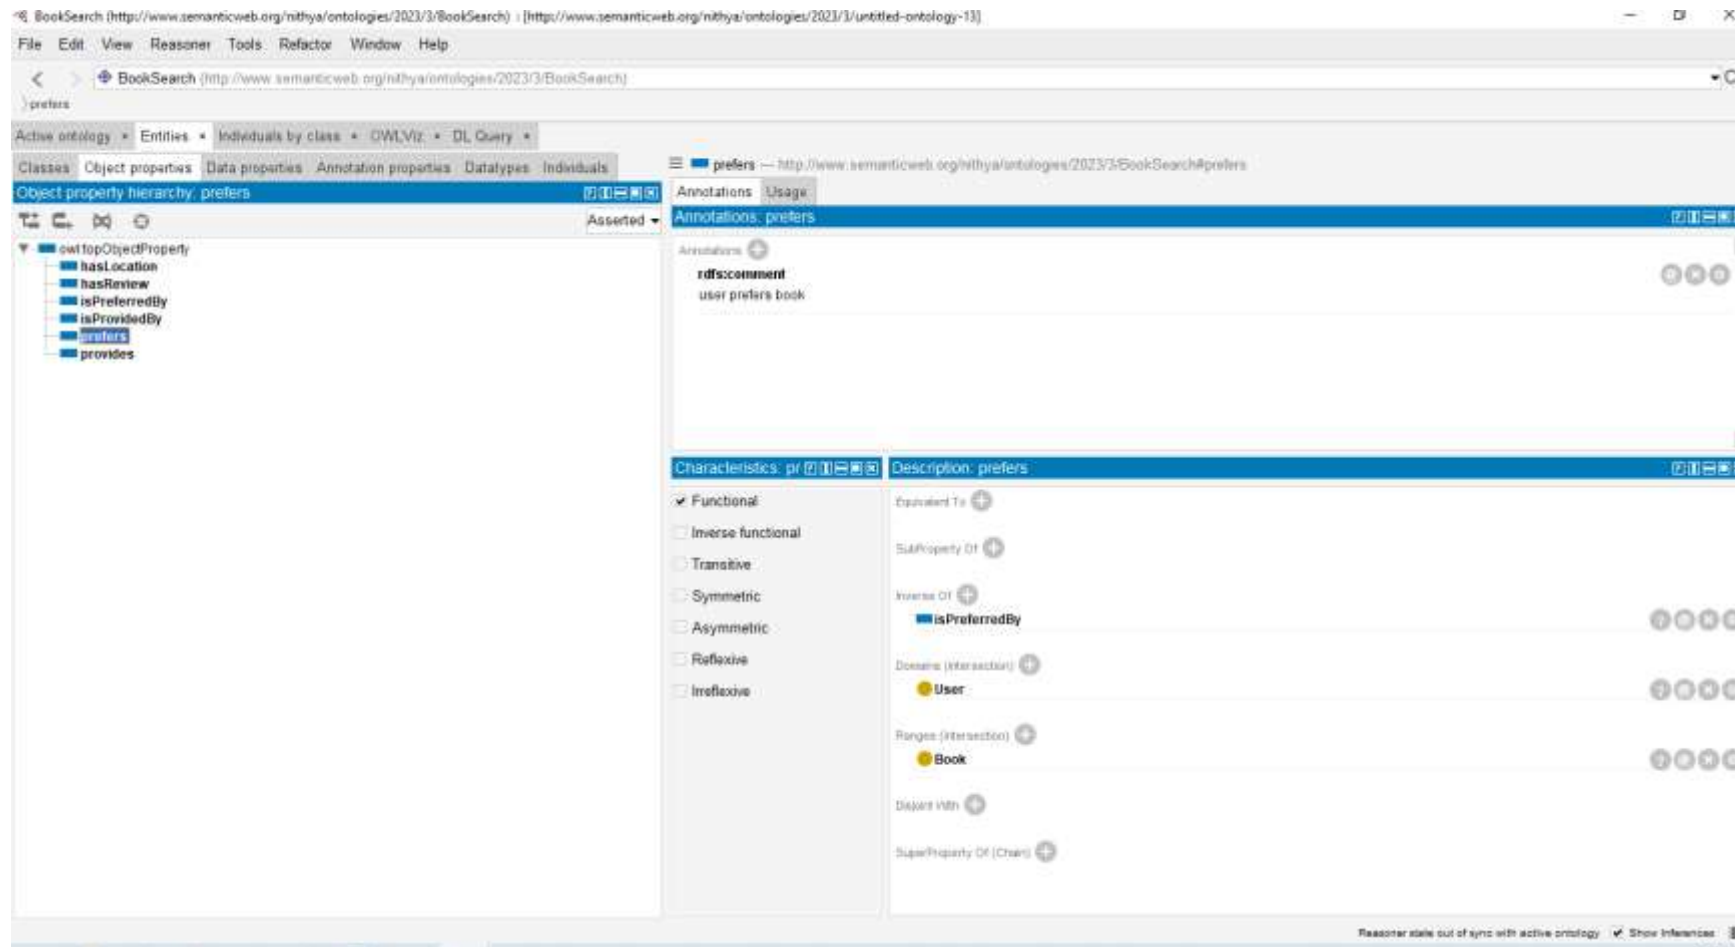 BookSearch (http://www.semanticweb.org/nithya/ontologies/2023/3/BookSearch) : [http://www.semanticweb.org/nithya/ontologies/2023/3/untitled-ontology-13]
File Edit View Reasoner Tools Refactor Window Help
BookSearch (http://www.semanticweb.org/nithya/ontologies/2023/3/BookSearch)
prefers
Active ontology × Entities × Individuals by class × OWLViz × DL Query ×
Classes Object properties Data properties Annotation properties Datatypes Individuals
Object property hierarchy: prefers
Asserted
owl:topObjectProperty
hasLocation
hasReview
isPreferredBy
isProvidedBy
prefers
provides
prefers — http://www.semanticweb.org/nithya/ontologies/2023/3/BookSearch#prefers
Annotations Usage
Annotations: prefers
Annotations
rdfs:comment
user prefers book
Characteristics: pr
Functional
Inverse functional
Transitive
Symmetric
Asymmetric
Reflexive
Irreflexive
Description: prefers
Equivalent To
SubProperty Of
Inverse Of
isPreferredBy
Domains (intersection)
User
Ranges (intersection)
Book
Disjoint With
SuperProperty Of (Chain)
Reasoner state out of sync with active ontology Show Inferences